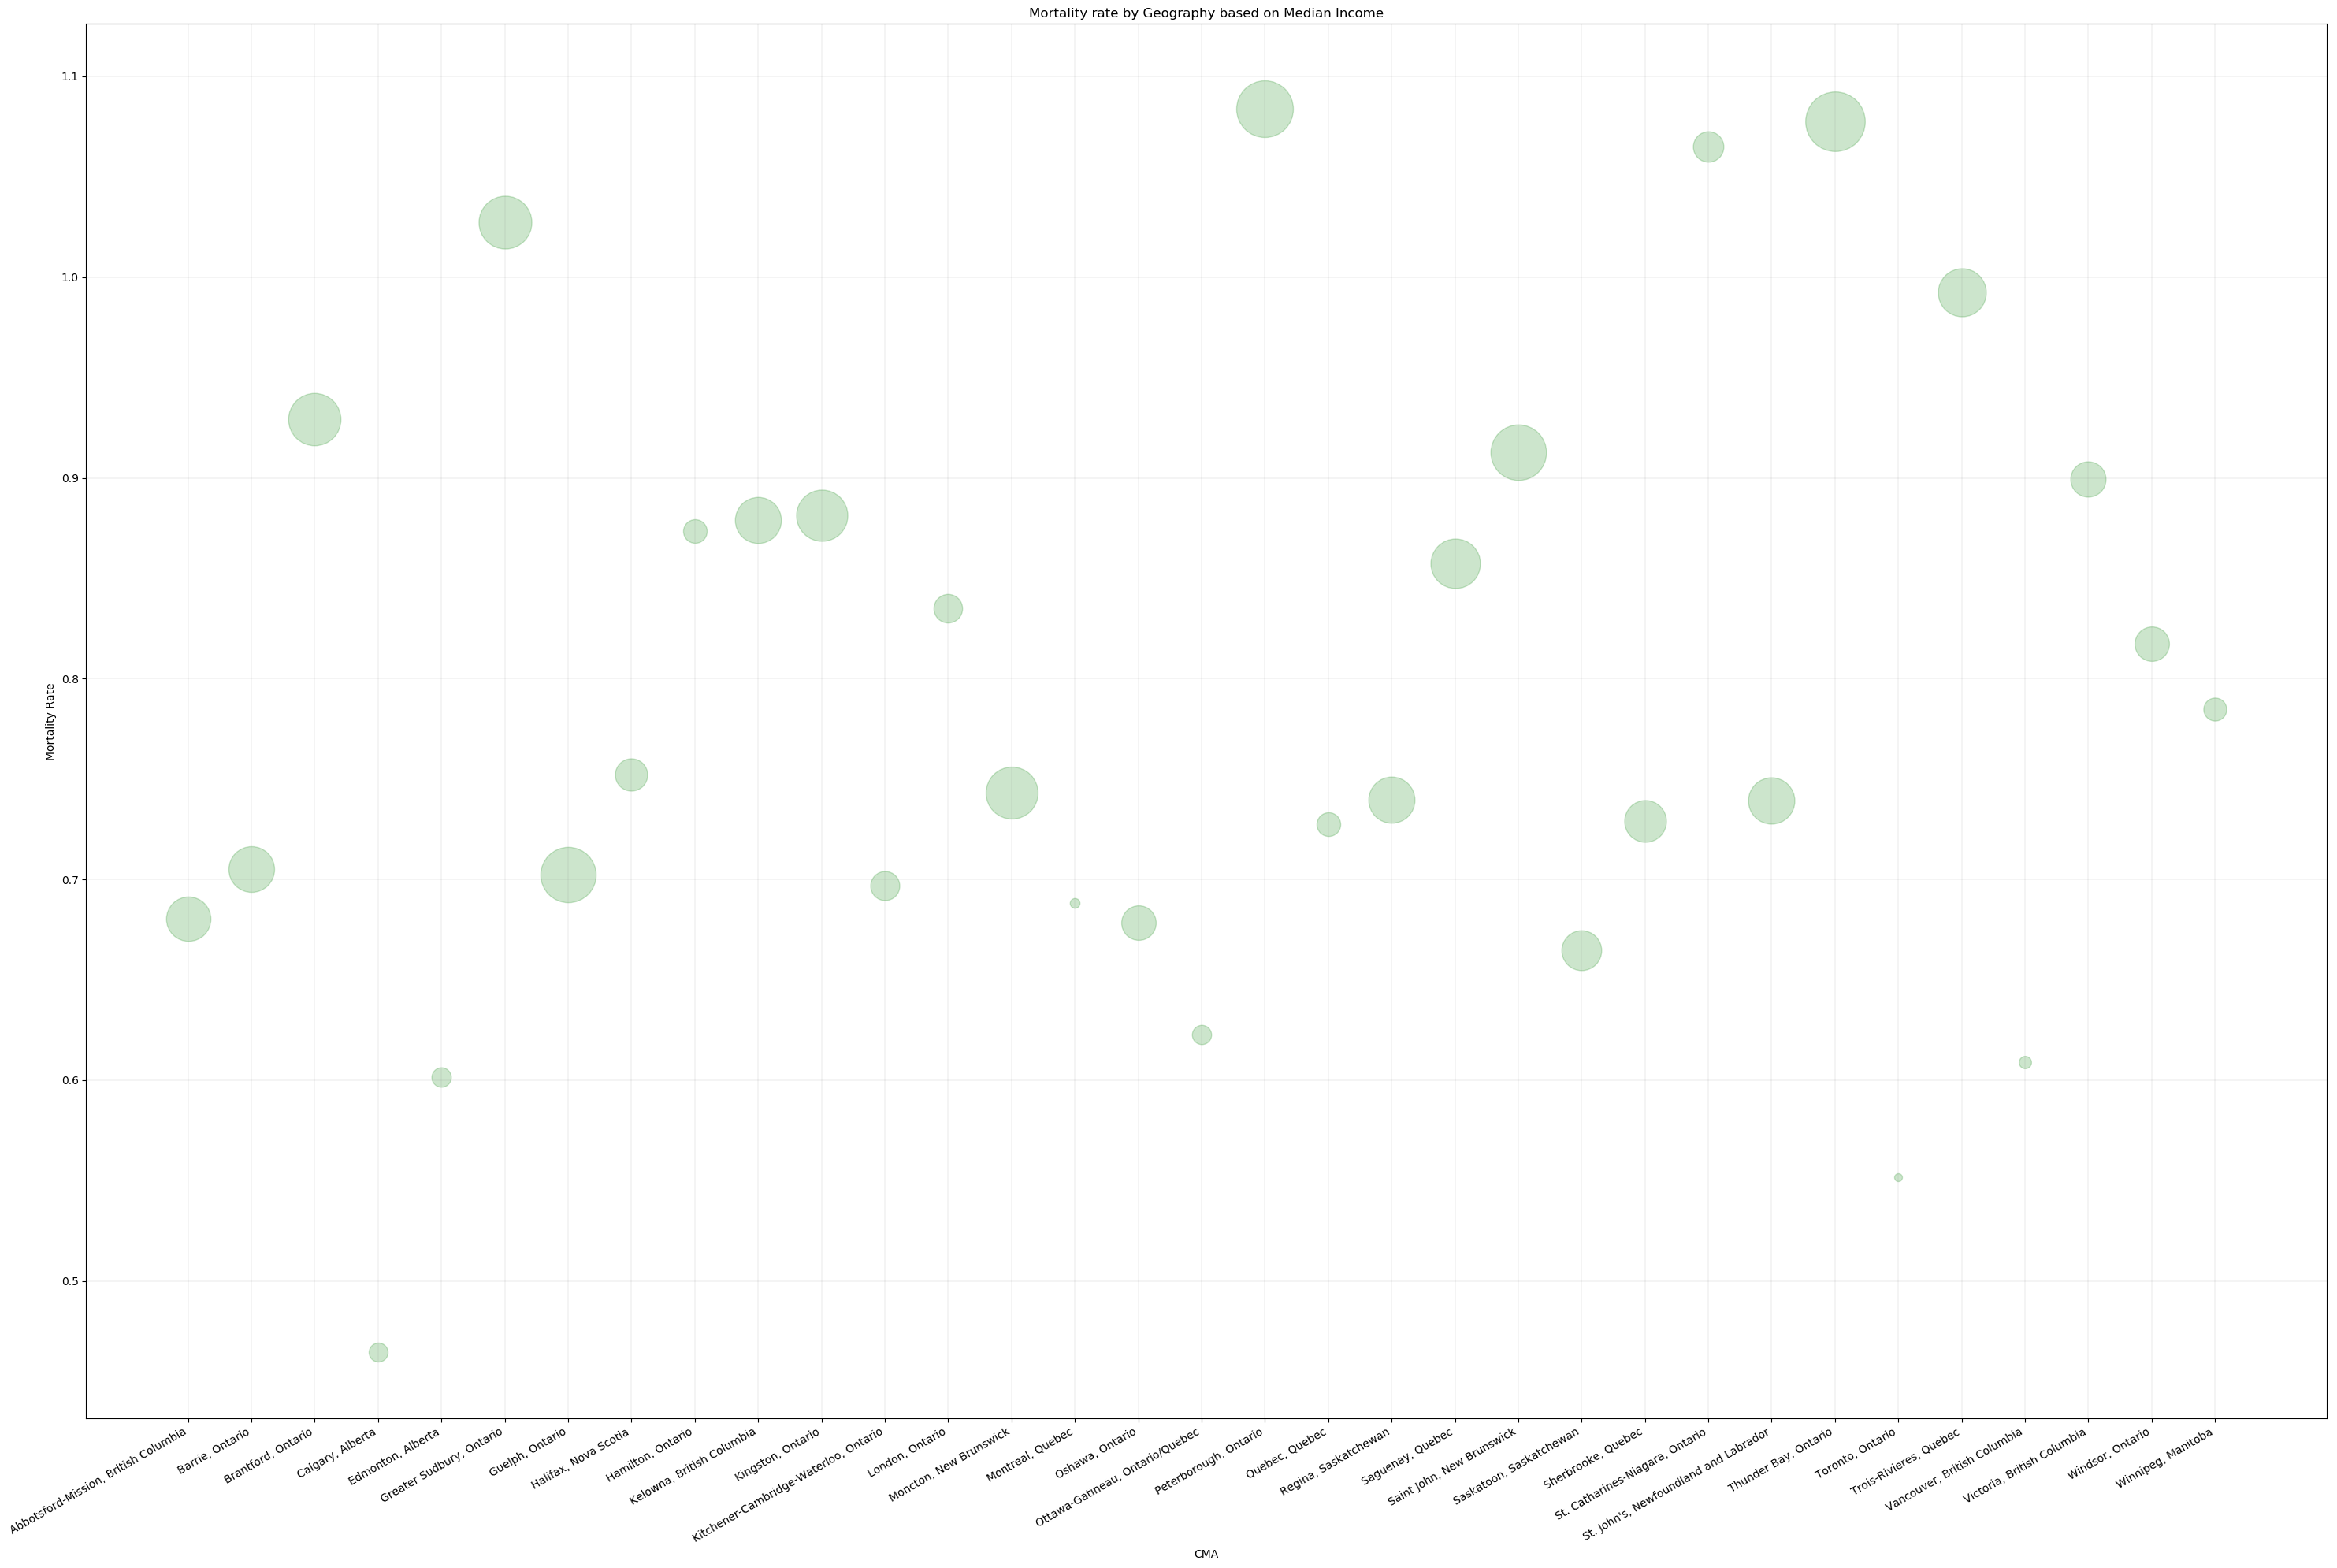 Mortality rate by Geography based on Median Income
1.1
1.0
0.9
0.8
0.7
0.6
0.5
Mortality Rate
Abbotsford-Mission, British Columbia
Barrie, Ontario
Brantford, Ontario
Calgary, Alberta
Edmonton, Alberta
Greater Sudbury, Ontario
Guelph, Ontario
Halifax, Nova Scotia
Hamilton, Ontario
Kelowna, British Columbia
Kingston, Ontario
Kitchener-Cambridge-Waterloo, Ontario
London, Ontario
Moncton, New Brunswick
Montreal, Quebec
Oshawa, Ontario
Ottawa-Gatineau, Ontario/Quebec
Peterborough, Ontario
Quebec, Quebec
Regina, Saskatchewan
Saguenay, Quebec
Saint John, New Brunswick
Saskatoon, Saskatchewan
Sherbrooke, Quebec
St. Catharines-Niagara, Ontario
St. John's, Newfoundland and Labrador
Thunder Bay, Ontario
Toronto, Ontario
Trois-Rivieres, Quebec
Vancouver, British Columbia
Victoria, British Columbia
Windsor, Ontario
Winnipeg, Manitoba
CMA